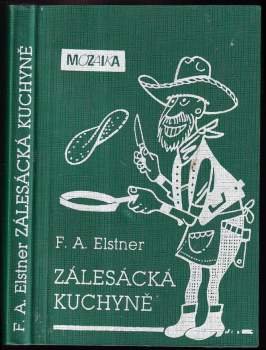 F. A. Elstner ZÁLESÁCKÁ KUCHYNĚ
MOZAIKA
F. A. Elstner
ZÁLESÁCKÁ
KUCHYNĚ